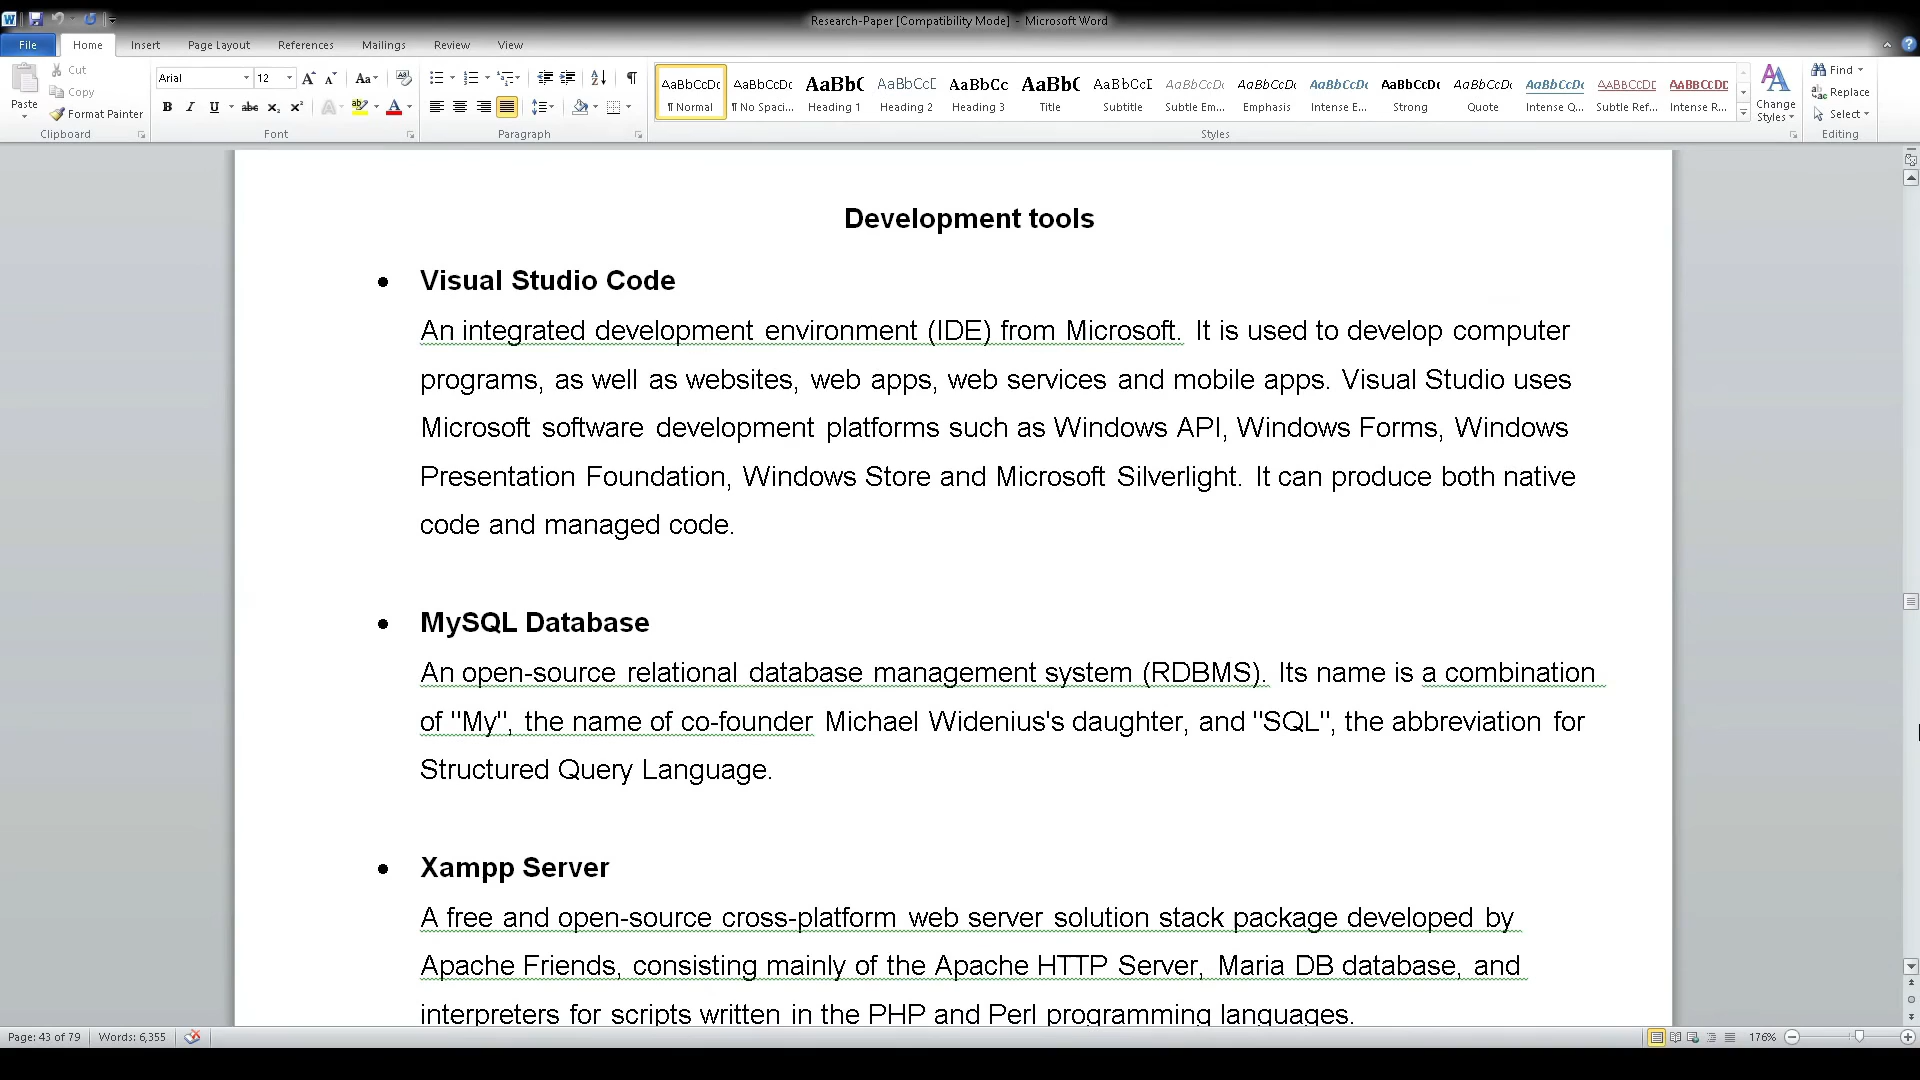 Research-Paper [Compatibility Mode] - Microsoft Word
File Home Insert Page Layout References Mailings Review View
Paste
Cut
Copy
Format Painter
Clipboard
Arial 12
Font
Paragraph
AaBbCcDc AaBbCcDc AaBb( AaBbCcD AaBbCc AaBb( AaBbCcI AaBbCcDc AaBbCcDc AaBbCcDc AaBbCcDc AaBbCcDc AaBbCcDc AABBCCDE AABBCCDE
¶ Normal ¶ No Spaci... Heading 1 Heading 2 Heading 3 Title Subtitle Subtle Em... Emphasis Intense E... Strong Quote Intense Q... Subtle Ref... Intense R...
Styles
Change Styles
Find
Replace
Select
Editing
Development tools
• Visual Studio Code
An integrated development environment (IDE) from Microsoft. It is used to develop computer
programs, as well as websites, web apps, web services and mobile apps. Visual Studio uses
Microsoft software development platforms such as Windows API, Windows Forms, Windows
Presentation Foundation, Windows Store and Microsoft Silverlight. It can produce both native
code and managed code.
• MySQL Database
An open-source relational database management system (RDBMS). Its name is a combination
of "My", the name of co-founder Michael Widenius's daughter, and "SQL", the abbreviation for
Structured Query Language.
• Xampp Server
A free and open-source cross-platform web server solution stack package developed by
Apache Friends, consisting mainly of the Apache HTTP Server, Maria DB database, and
interpreters for scripts written in the PHP and Perl programming languages.
Page: 43 of 79 Words: 6,355 176%